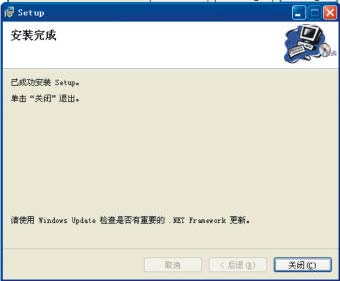 Setup
安装完成
已成功安装 Setup。
单击“关闭”退出。
请使用 Windows Update 检查是否有重要的 .NET Framework 更新。
取消 < 后退(B) 关闭(C)